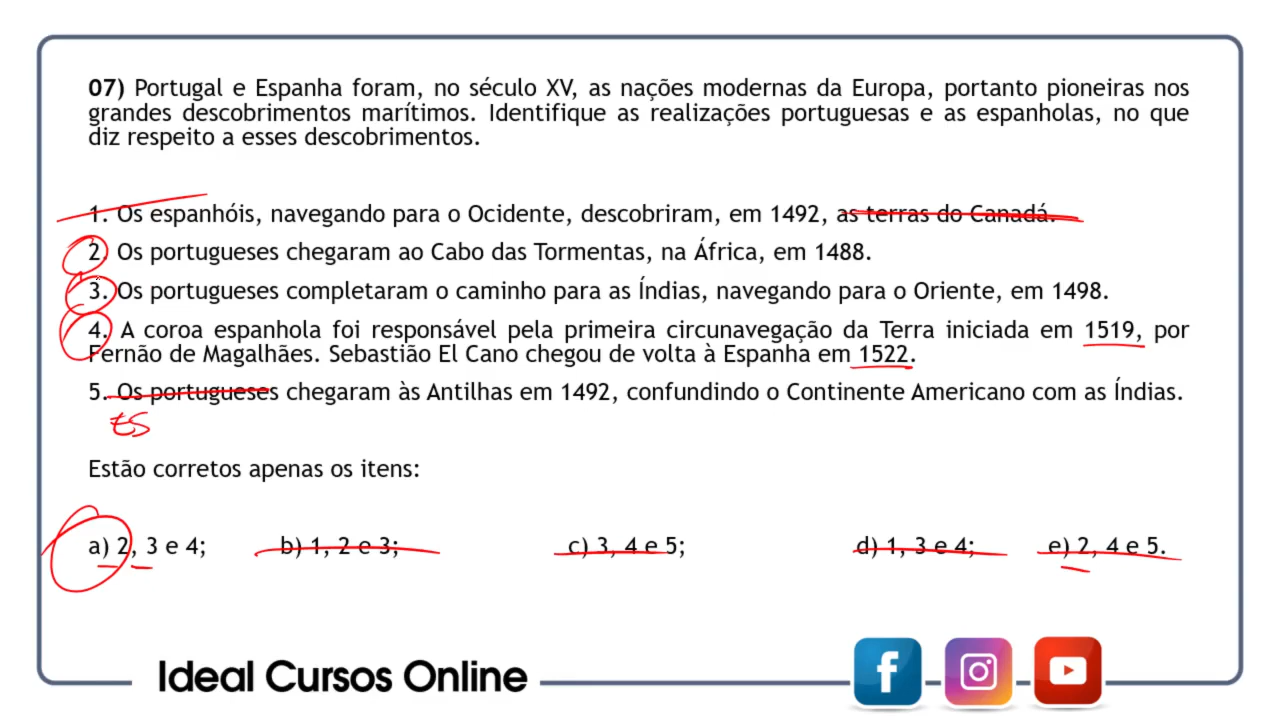 07) Portugal e Espanha foram, no século XV, as nações modernas da Europa, portanto pioneiras nos
grandes descobrimentos marítimos. Identifique as realizações portuguesas e as espanholas, no que
diz respeito a esses descobrimentos.
1. Os espanhóis, navegando para o Ocidente, descobriram, em 1492, as terras do Canadá.
2. Os portugueses chegaram ao Cabo das Tormentas, na África, em 1488.
3. Os portugueses completaram o caminho para as Índias, navegando para o Oriente, em 1498.
4. A coroa espanhola foi responsável pela primeira circunavegação da Terra iniciada em 1519, por
Fernão de Magalhães. Sebastião El Cano chegou de volta à Espanha em 1522.
5. Os portugueses chegaram às Antilhas em 1492, confundindo o Continente Americano com as Índias.
ES
Estão corretos apenas os itens:
a) 2, 3 e 4; b) 1, 2 e 3; c) 3, 4 e 5; d) 1, 3 e 4; e) 2, 4 e 5.
Ideal Cursos Online